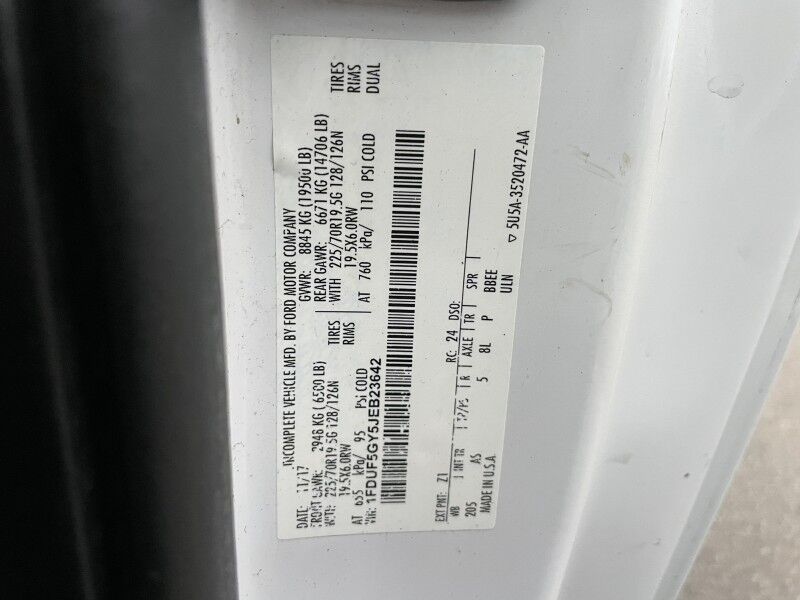 INCOMPLETE VEHICLE MFD. BY FORD MOTOR COMPANY
DATE: 11/17 GVWR: 8845 KG (19500 LB)
FRONT GAWR: 2948 KG (6500 LB) REAR GAWR: 6671 KG (14706 LB)
WITH: 225/70R19.5G 128/126N TIRES WITH 225/70R19.5G 128/126N TIRES
19.5X6.0RW RIMS 19.5X6.0RW RIMS
AT 655 kPa/ 95 PSI COLD AT 760 kPa/ 110 PSI COLD DUAL
VIN: 1FDUF5GY5JEB23642
EXT PNT: Z1 RC: 24 DSO:
WB INT TR TP/PS R AXLE TR SPR
205 AS 5 8L P BBEE
MADE IN U.S.A ULN
▽ 5U5A-3520472-AA